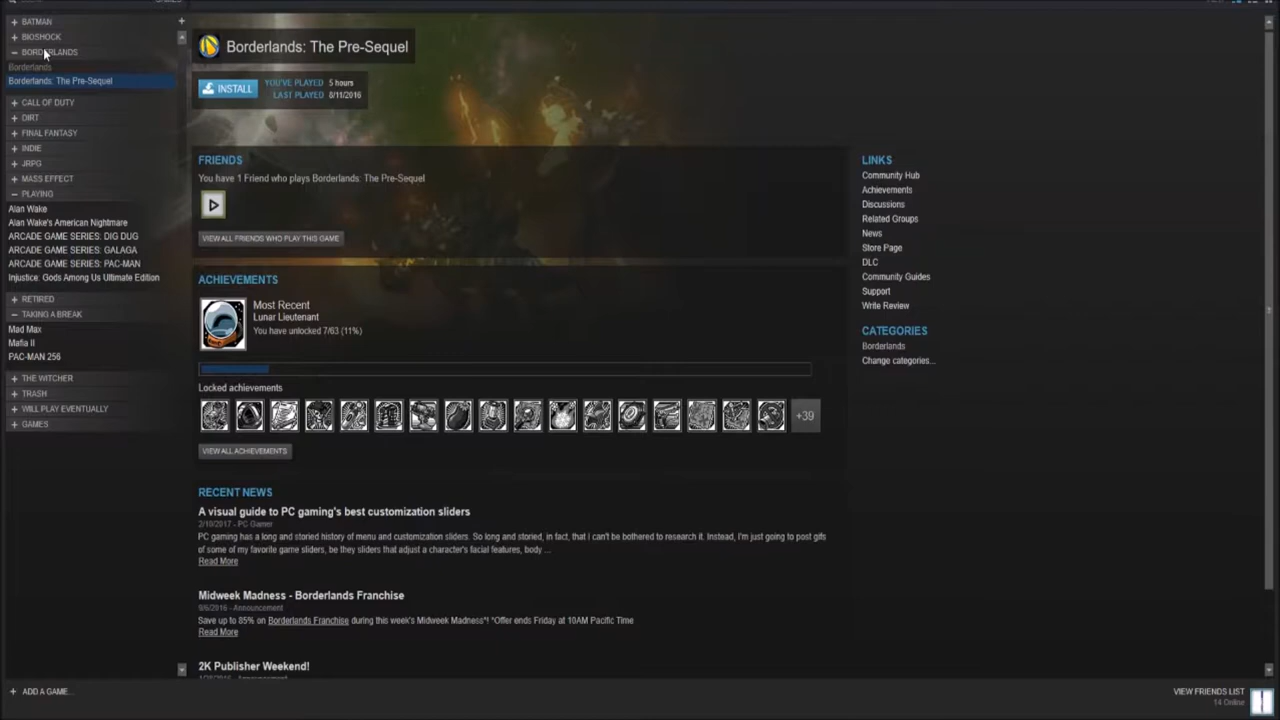 GAMES
BATMAN
BIOSHOCK
BORDERLANDS
Borderlands
Borderlands: The Pre-Sequel
CALL OF DUTY
DIRT
FINAL FANTASY
INDIE
JRPG
MASS EFFECT
PLAYING
Alan Wake
Alan Wake's American Nightmare
ARCADE GAME SERIES: DIG DUG
ARCADE GAME SERIES: GALAGA
ARCADE GAME SERIES: PAC-MAN
Injustice: Gods Among Us Ultimate Edition
RETIRED
TAKING A BREAK
Mad Max
Mafia II
PAC-MAN 256
THE WITCHER
TRASH
WILL PLAY EVENTUALLY
GAMES
ADD A GAME...
Borderlands: The Pre-Sequel
INSTALL
YOU'VE PLAYED 5 hours
LAST PLAYED 8/11/2016
FRIENDS
You have 1 Friend who plays Borderlands: The Pre-Sequel
VIEW ALL FRIENDS WHO PLAY THIS GAME
ACHIEVEMENTS
Most Recent
Lunar Lieutenant
You have unlocked 7/63 (11%)
Locked achievements
+39
VIEW ALL ACHIEVEMENTS
RECENT NEWS
A visual guide to PC gaming's best customization sliders
2/10/2017 - PC Gamer
PC gaming has a long and storied history of menu and customization sliders. So long and storied, in fact, that i can't be bothered to research it. Instead, I'm just going to post gifs
of some of my favorite game sliders, be they sliders that adjust a character's facial features, body ...
Read More
Midweek Madness - Borderlands Franchise
9/6/2016 - Announcement
Save up to 85% on Borderlands Franchise during this week's Midweek Madness*! *Offer ends Friday at 10AM Pacific Time
Read More
2K Publisher Weekend!
LINKS
Community Hub
Achievements
Discussions
Related Groups
News
Store Page
DLC
Community Guides
Support
Write Review
CATEGORIES
Borderlands
Change categories...
VIEW FRIENDS LIST
14 Online